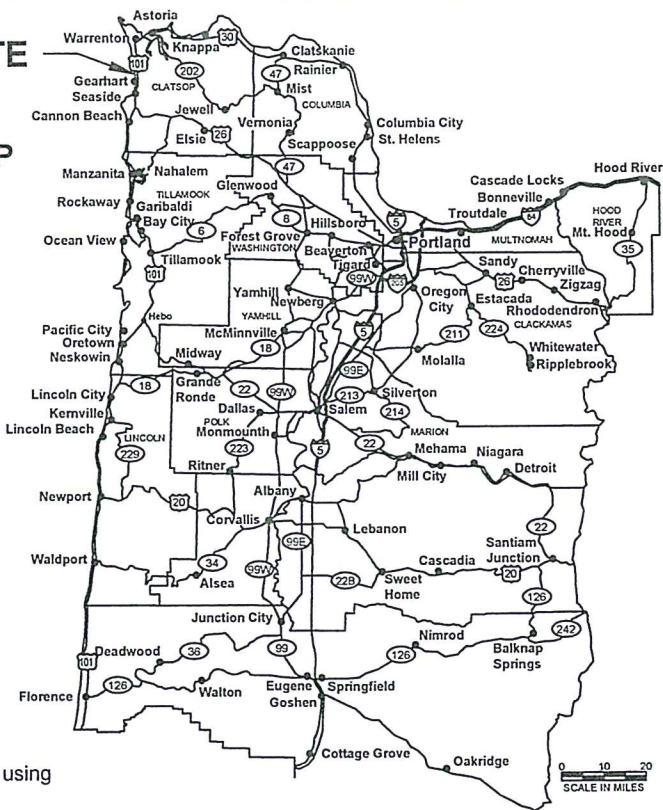 Astoria
Warrenton
Knappa
30
Clatskanie
TE
101
202
47
Rainier
Gearhart
CLATSOP
Mist
Seaside
COLUMBIA
Jewell
Cannon Beach
Vernonia
Columbia City
Elsie
26
St. Helens
P
Scappoose
47
Manzanita
Nahalem
Hood River
TILLAMOOK
Glenwood
Cascade Locks
Rockaway
Garibaldi
Bonneville
Bay City
8
Hillsboro
5
Troutdale
84
HOOD
RIVER
6
Forest Grove
Portland
MULTNOMAH
Mt. Hood
Ocean View
WASHINGTON
Beaverton
35
Tillamook
Tigard
Sandy
101
99W
205
26
Cherryville
Yamhill
Oregon
City
Estacada
Zigzag
Newberg
Rhododendron
Hebo
YAMHILL
CLACKAMAS
Pacific City
McMinnville
5
211
224
Oretown
18
Whitewater
Neskowin
Midway
Molalla
Ripplebrook
99E
18
Grande
Ronde
22
99W
213
Silverton
Lincoln City
Dallas
Salem
214
Kernville
POLK
Lincoln Beach
Monmouth
MARION
LINCOLN
223
22
Mehama
Niagara
229
5
Ritner
Mill City
Detroit
Albany
Newport
20
Corvallis
22
99E
Lebanon
Santiam
Junction
Waldport
34
99W
Cascadia
20
Alsea
228
Sweet
Home
126
Junction City
Nimrod
242
101
Deadwood
36
99
126
Balknap
Springs
Florence
126
Walton
Eugene
Springfield
Goshen
Cottage Grove
Oakridge
using
0 10 20
SCALE IN MILES